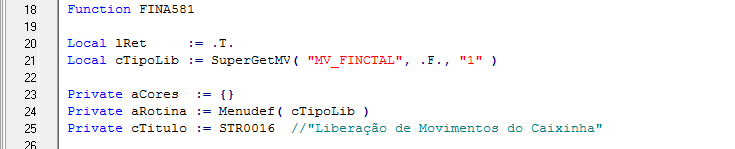 18 Function FINA581
19
20 Local lRet := .T.
21 Local cTipoLib := SuperGetMV( "MV_FINCTAL", .F., "1" )
22
23 Private aCores := {}
24 Private aRotina := Menudef( cTipoLib )
25 Private cTitulo := STR0016 //"Liberação de Movimentos do Caixinha"
26